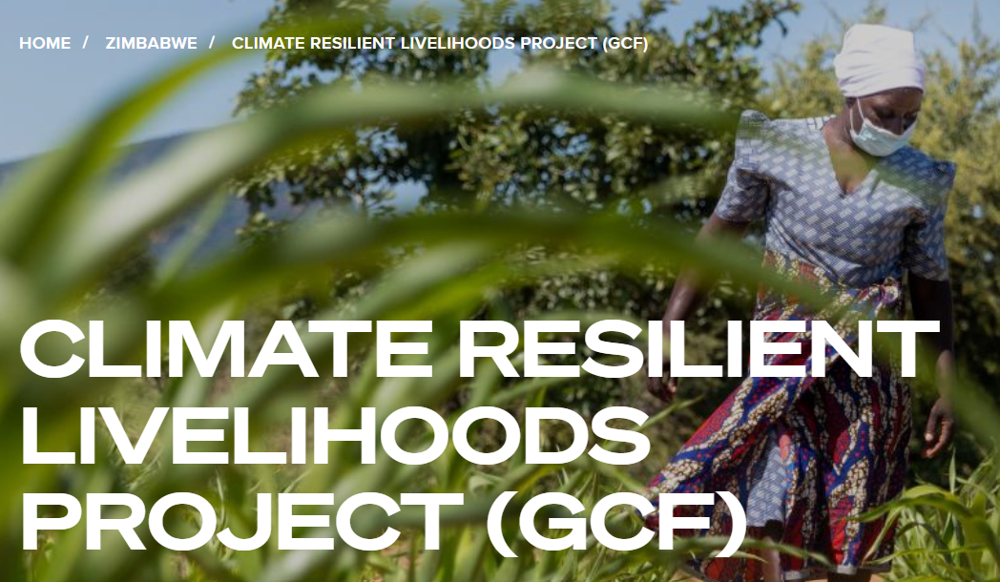 HOME / ZIMBABWE / CLIMATE RESILIENT LIVELIHOODS PROJECT (GCF)
CLIMATE RESILIENT
LIVELIHOODS
PROJECT (GCF)